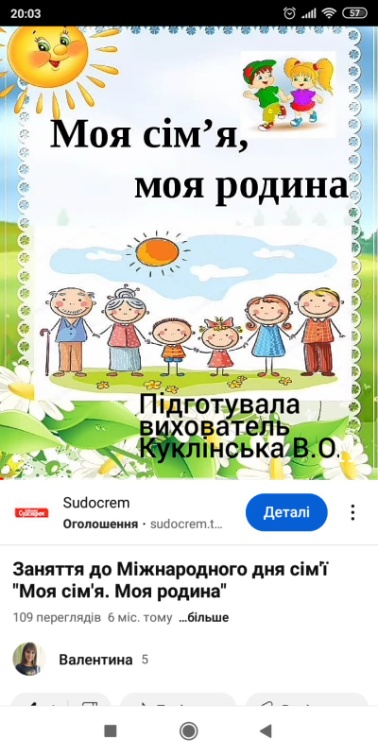 20:03
57
Моя сім’я,
моя родина
Підготувала
вихователь
Куклінська В.О.
Sudocrem
Оголошення · sudocrem.t...
Деталі
Заняття до Міжнародного дня сім'ї
"Моя сім'я. Моя родина"
109 переглядів 6 міс. тому ...більше
Валентина 5